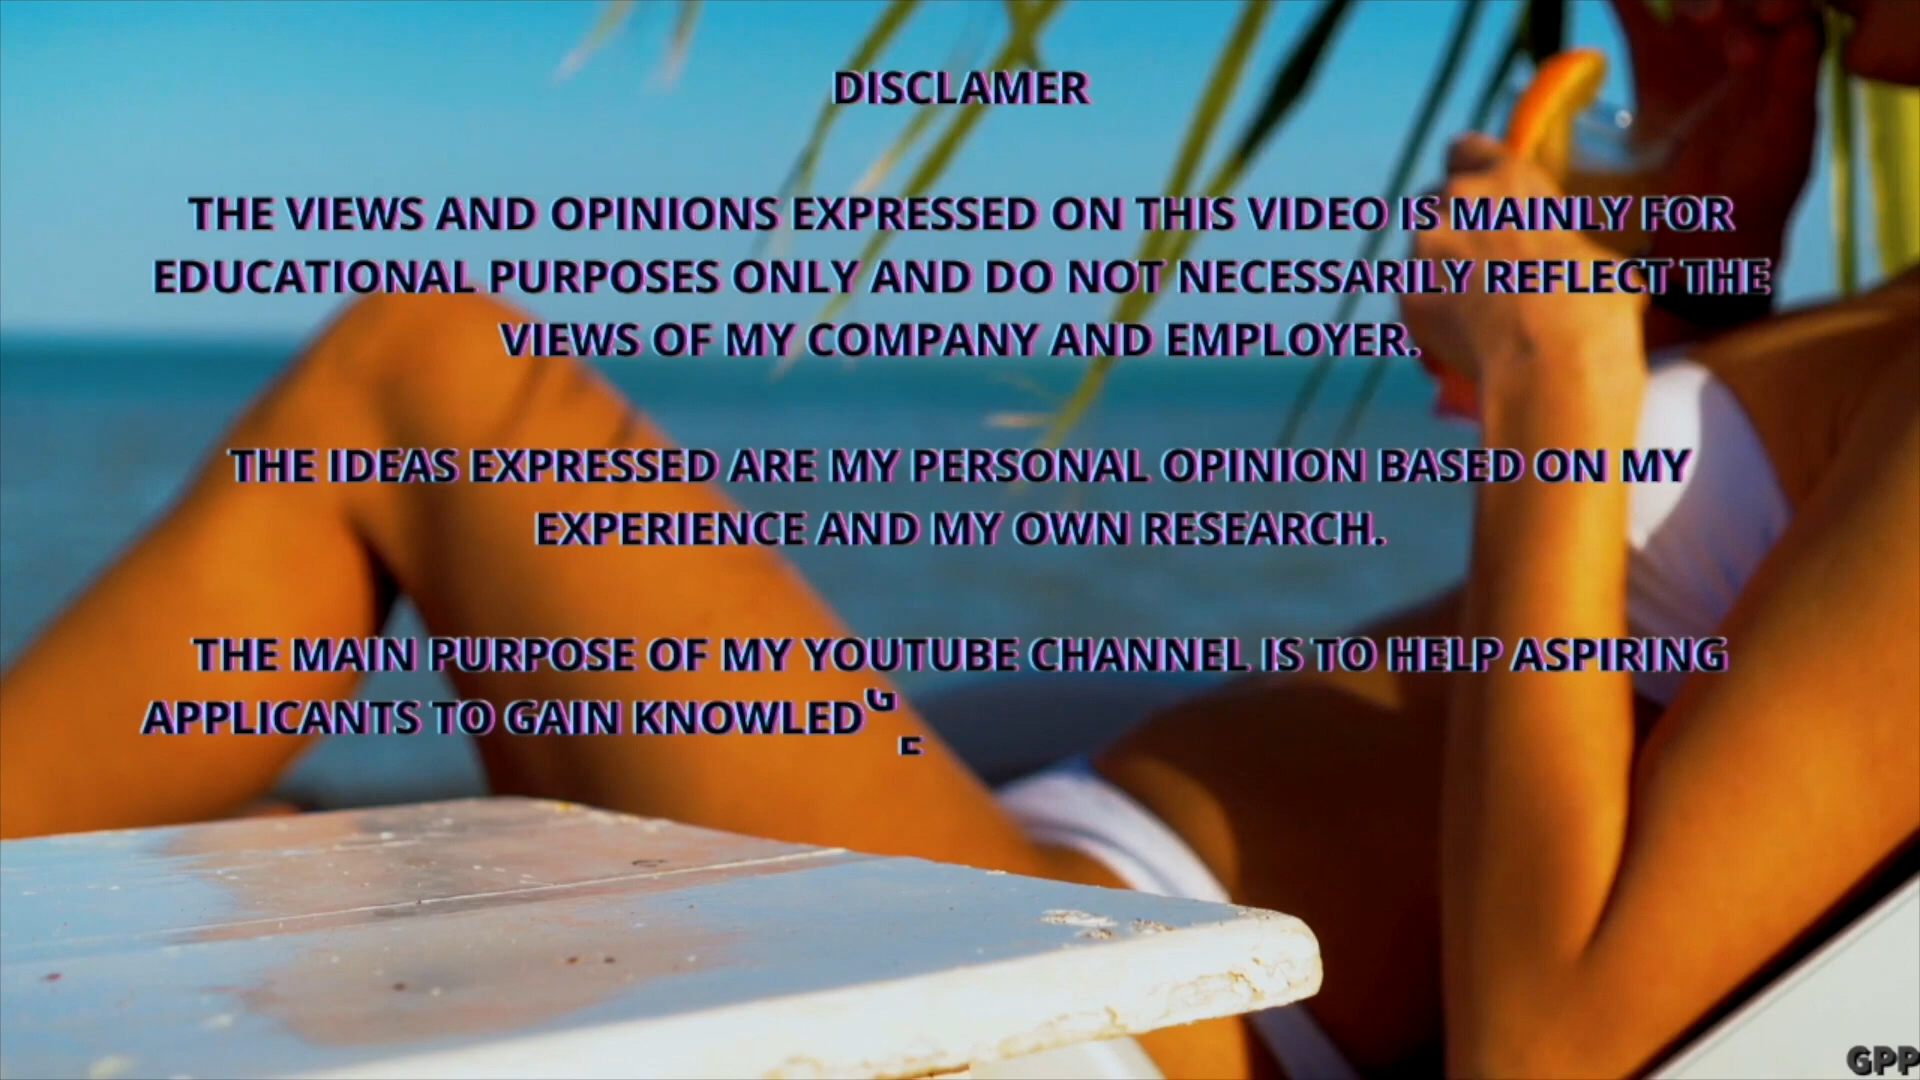 DISCLAMER
THE VIEWS AND OPINIONS EXPRESSED ON THIS VIDEO IS MAINLY FOR
EDUCATIONAL PURPOSES ONLY AND DO NOT NECESSARILY REFLECT THE
VIEWS OF MY COMPANY AND EMPLOYER.
THE IDEAS EXPRESSED ARE MY PERSONAL OPINION BASED ON MY
EXPERIENCE AND MY OWN RESEARCH.
THE MAIN PURPOSE OF MY YOUTUBE CHANNEL IS TO HELP ASPIRING
APPLICANTS TO GAIN KNOWLEDGE
GPP